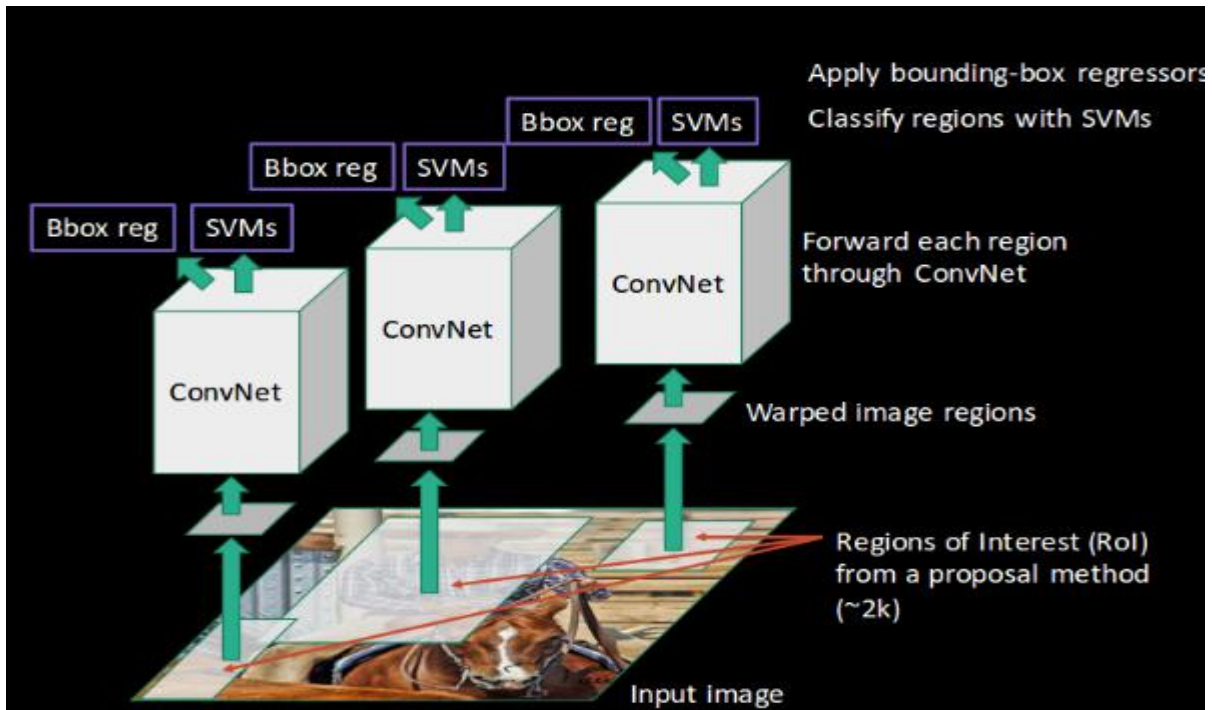 Apply bounding-box regressors
Bbox reg SVMs
Classify regions with SVMs
Bbox reg SVMs
Bbox reg SVMs
Forward each region
through ConvNet
ConvNet
ConvNet
ConvNet
Warped image regions
Regions of Interest (RoI)
from a proposal method
(~2k)
Input image